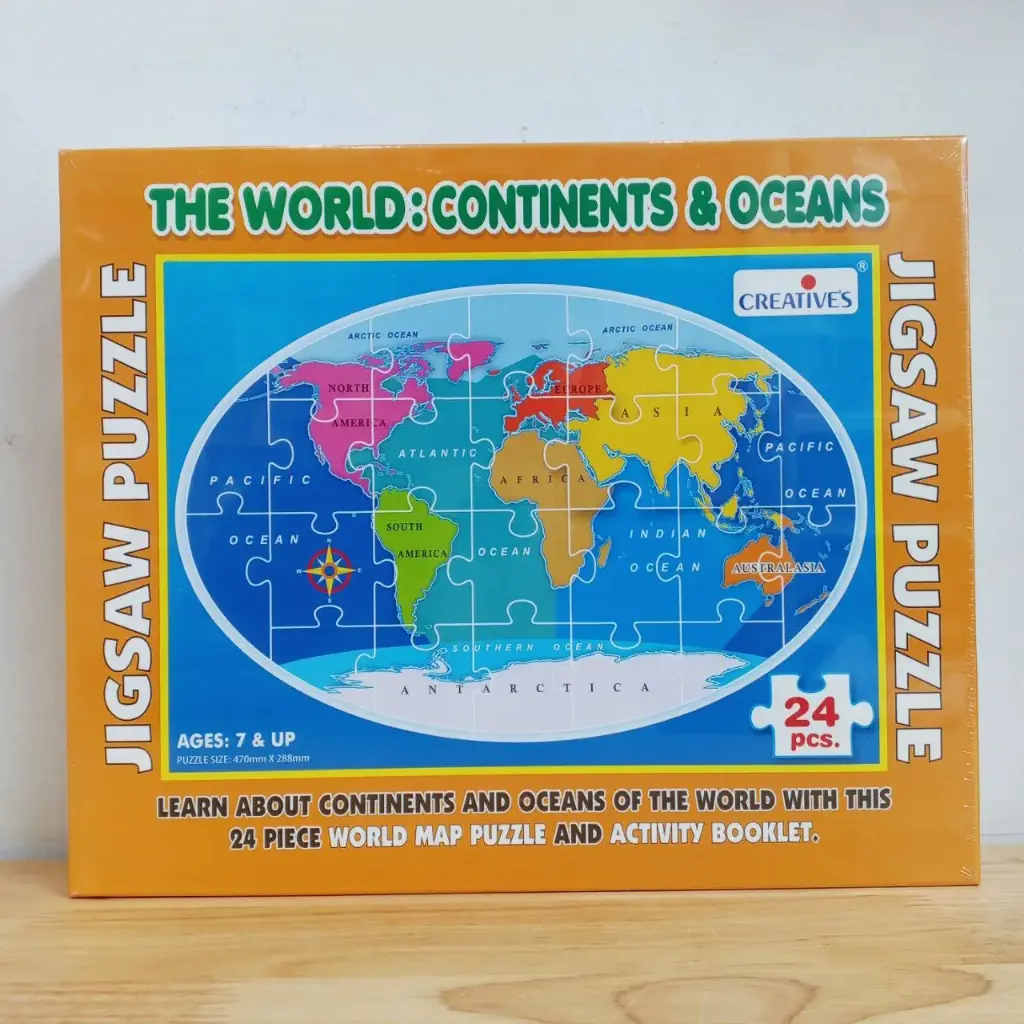 THE WORLD: CONTINENTS & OCEANS
JIGSAW PUZZLE
JIGSAW PUZZLE
®
CREATIVE'S
ARCTIC OCEAN
ARCTIC OCEAN
NORTH
AMERICA
EUROPE
ASIA
ATLANTIC
PACIFIC
PACIFIC
AFRICA
OCEAN
SOUTH
AMERICA
OCEAN
OCEAN
INDIAN
OCEAN
N
W E
S
AUSTRALASIA
SOUTHERN OCEAN
ANTARCTICA
24
pcs.
AGES: 7 & UP
PUZZLE SIZE: 470mm X 288mm
LEARN ABOUT CONTINENTS AND OCEANS OF THE WORLD WITH THIS
24 PIECE WORLD MAP PUZZLE AND ACTIVITY BOOKLET.